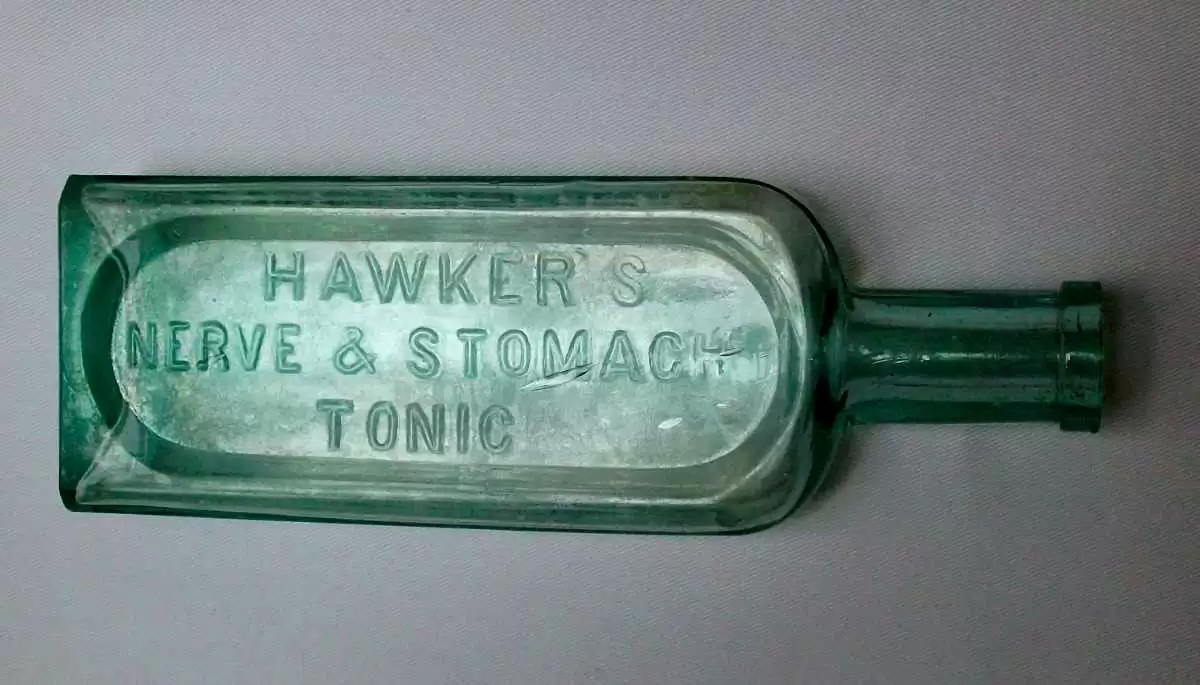 HAWKER'S
NERVE & STOMACH
TONIC